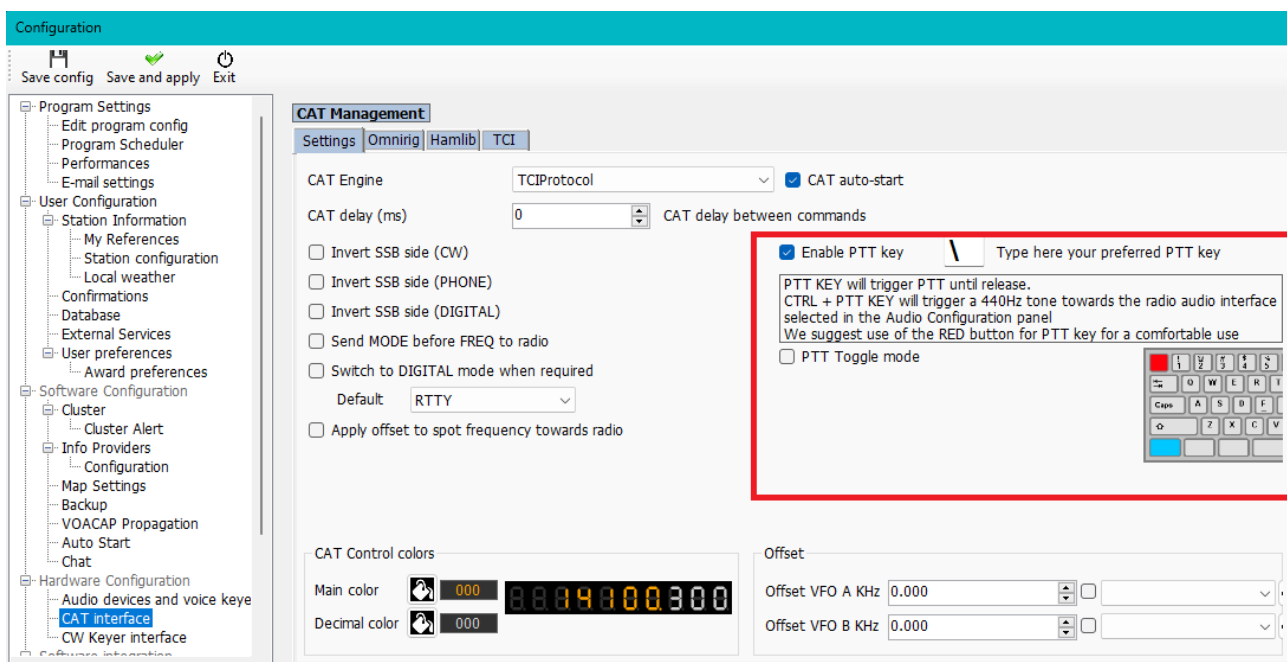 Configuration
Save config Save and apply Exit
Program Settings
Edit program config
Program Scheduler
Performances
E-mail settings
User Configuration
Station Information
My References
Station configuration
Local weather
Confirmations
Database
External Services
User preferences
Award preferences
Software Configuration
Cluster
Cluster Alert
Info Providers
Configuration
Map Settings
Backup
VOACAP Propagation
Auto Start
Chat
Hardware Configuration
Audio devices and voice keye
CAT interface
CW Keyer interface
Software integration
CAT Management
Settings Omnirig Hamlib TCI
CAT Engine TCIProtocol CAT auto-start
CAT delay (ms) 0 CAT delay between commands
Invert SSB side (CW)
Invert SSB side (PHONE)
Invert SSB side (DIGITAL)
Send MODE before FREQ to radio
Switch to DIGITAL mode when required
Default RTTY
Apply offset to spot frequency towards radio
Enable PTT key \ Type here your preferred PTT key
PTT KEY will trigger PTT until release.
CTRL + PTT KEY will trigger a 440Hz tone towards the radio audio interface
selected in the Audio Configuration panel
We suggest use of the RED button for PTT key for a comfortable use
PTT Toggle mode
1 2 3 4 5
Q W E R T
Caps A S D F
Z X C V
CAT Control colors
Main color 000
Decimal color 000
14100300
Offset
Offset VFO A KHz 0.000
Offset VFO B KHz 0.000